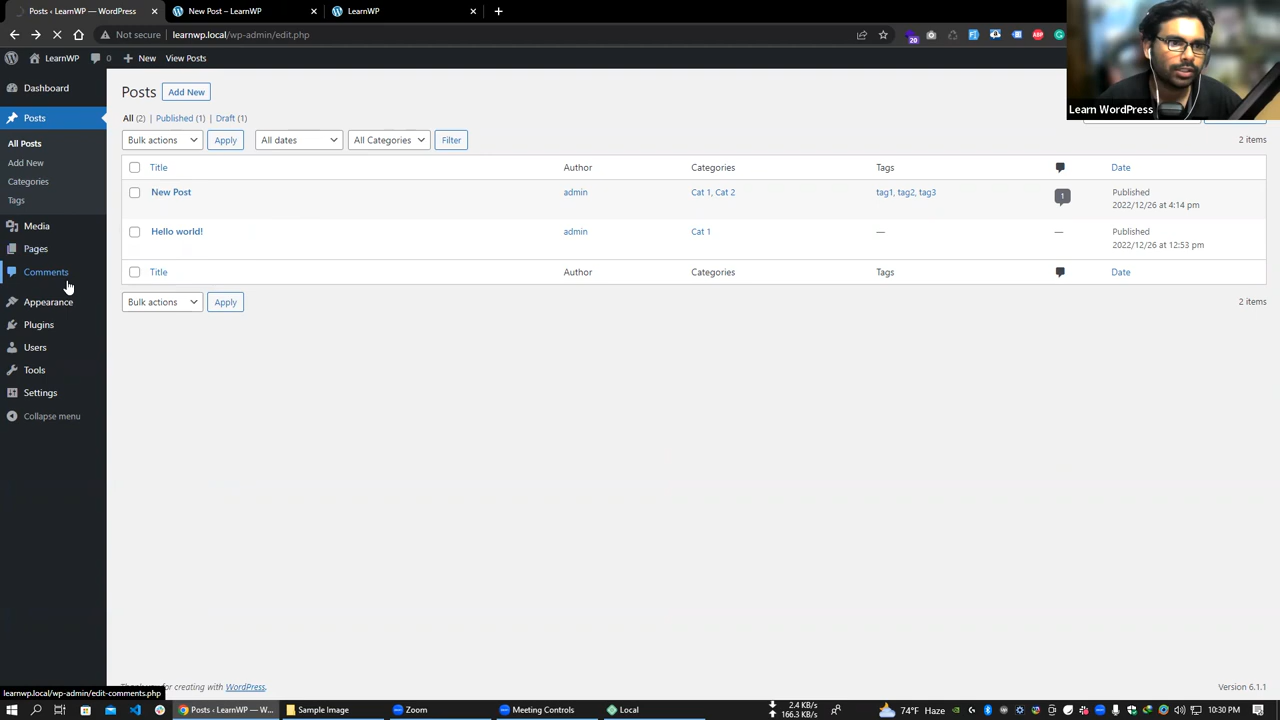 Posts ‹ LearnWP — WordPress
New Post – LearnWP
LearnWP
Not secure
learnwp.local/wp-admin/edit.php
20
LearnWP
0
New
View Posts
Learn WordPress
Dashboard
Posts
All Posts
Add New
Categories
Tags
Media
Pages
Comments
Appearance
Plugins
Users
Tools
Settings
Collapse menu
Posts Add New
All (2) | Published (1) | Draft (1)
Bulk actions Apply All dates All Categories Filter 2 items
Title Author Categories Tags Date
New Post admin Cat 1, Cat 2 tag1, tag2, tag3 1 Published
2022/12/26 at 4:14 pm
Hello world! admin Cat 1 — — Published
2022/12/26 at 12:53 pm
Title Author Categories Tags Date
Bulk actions Apply 2 items
for creating with WordPress. Version 6.1.1
learnwp.local/wp-admin/edit-comments.php
Posts ‹ LearnWP — W...
Sample Image
Zoom
Meeting Controls
Local
2.4 KB/s
166.3 KB/s
74°F Haze
10:30 PM